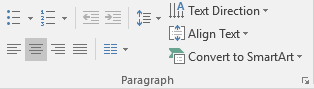 Text Direction
Align Text
Convert to SmartArt
Paragraph